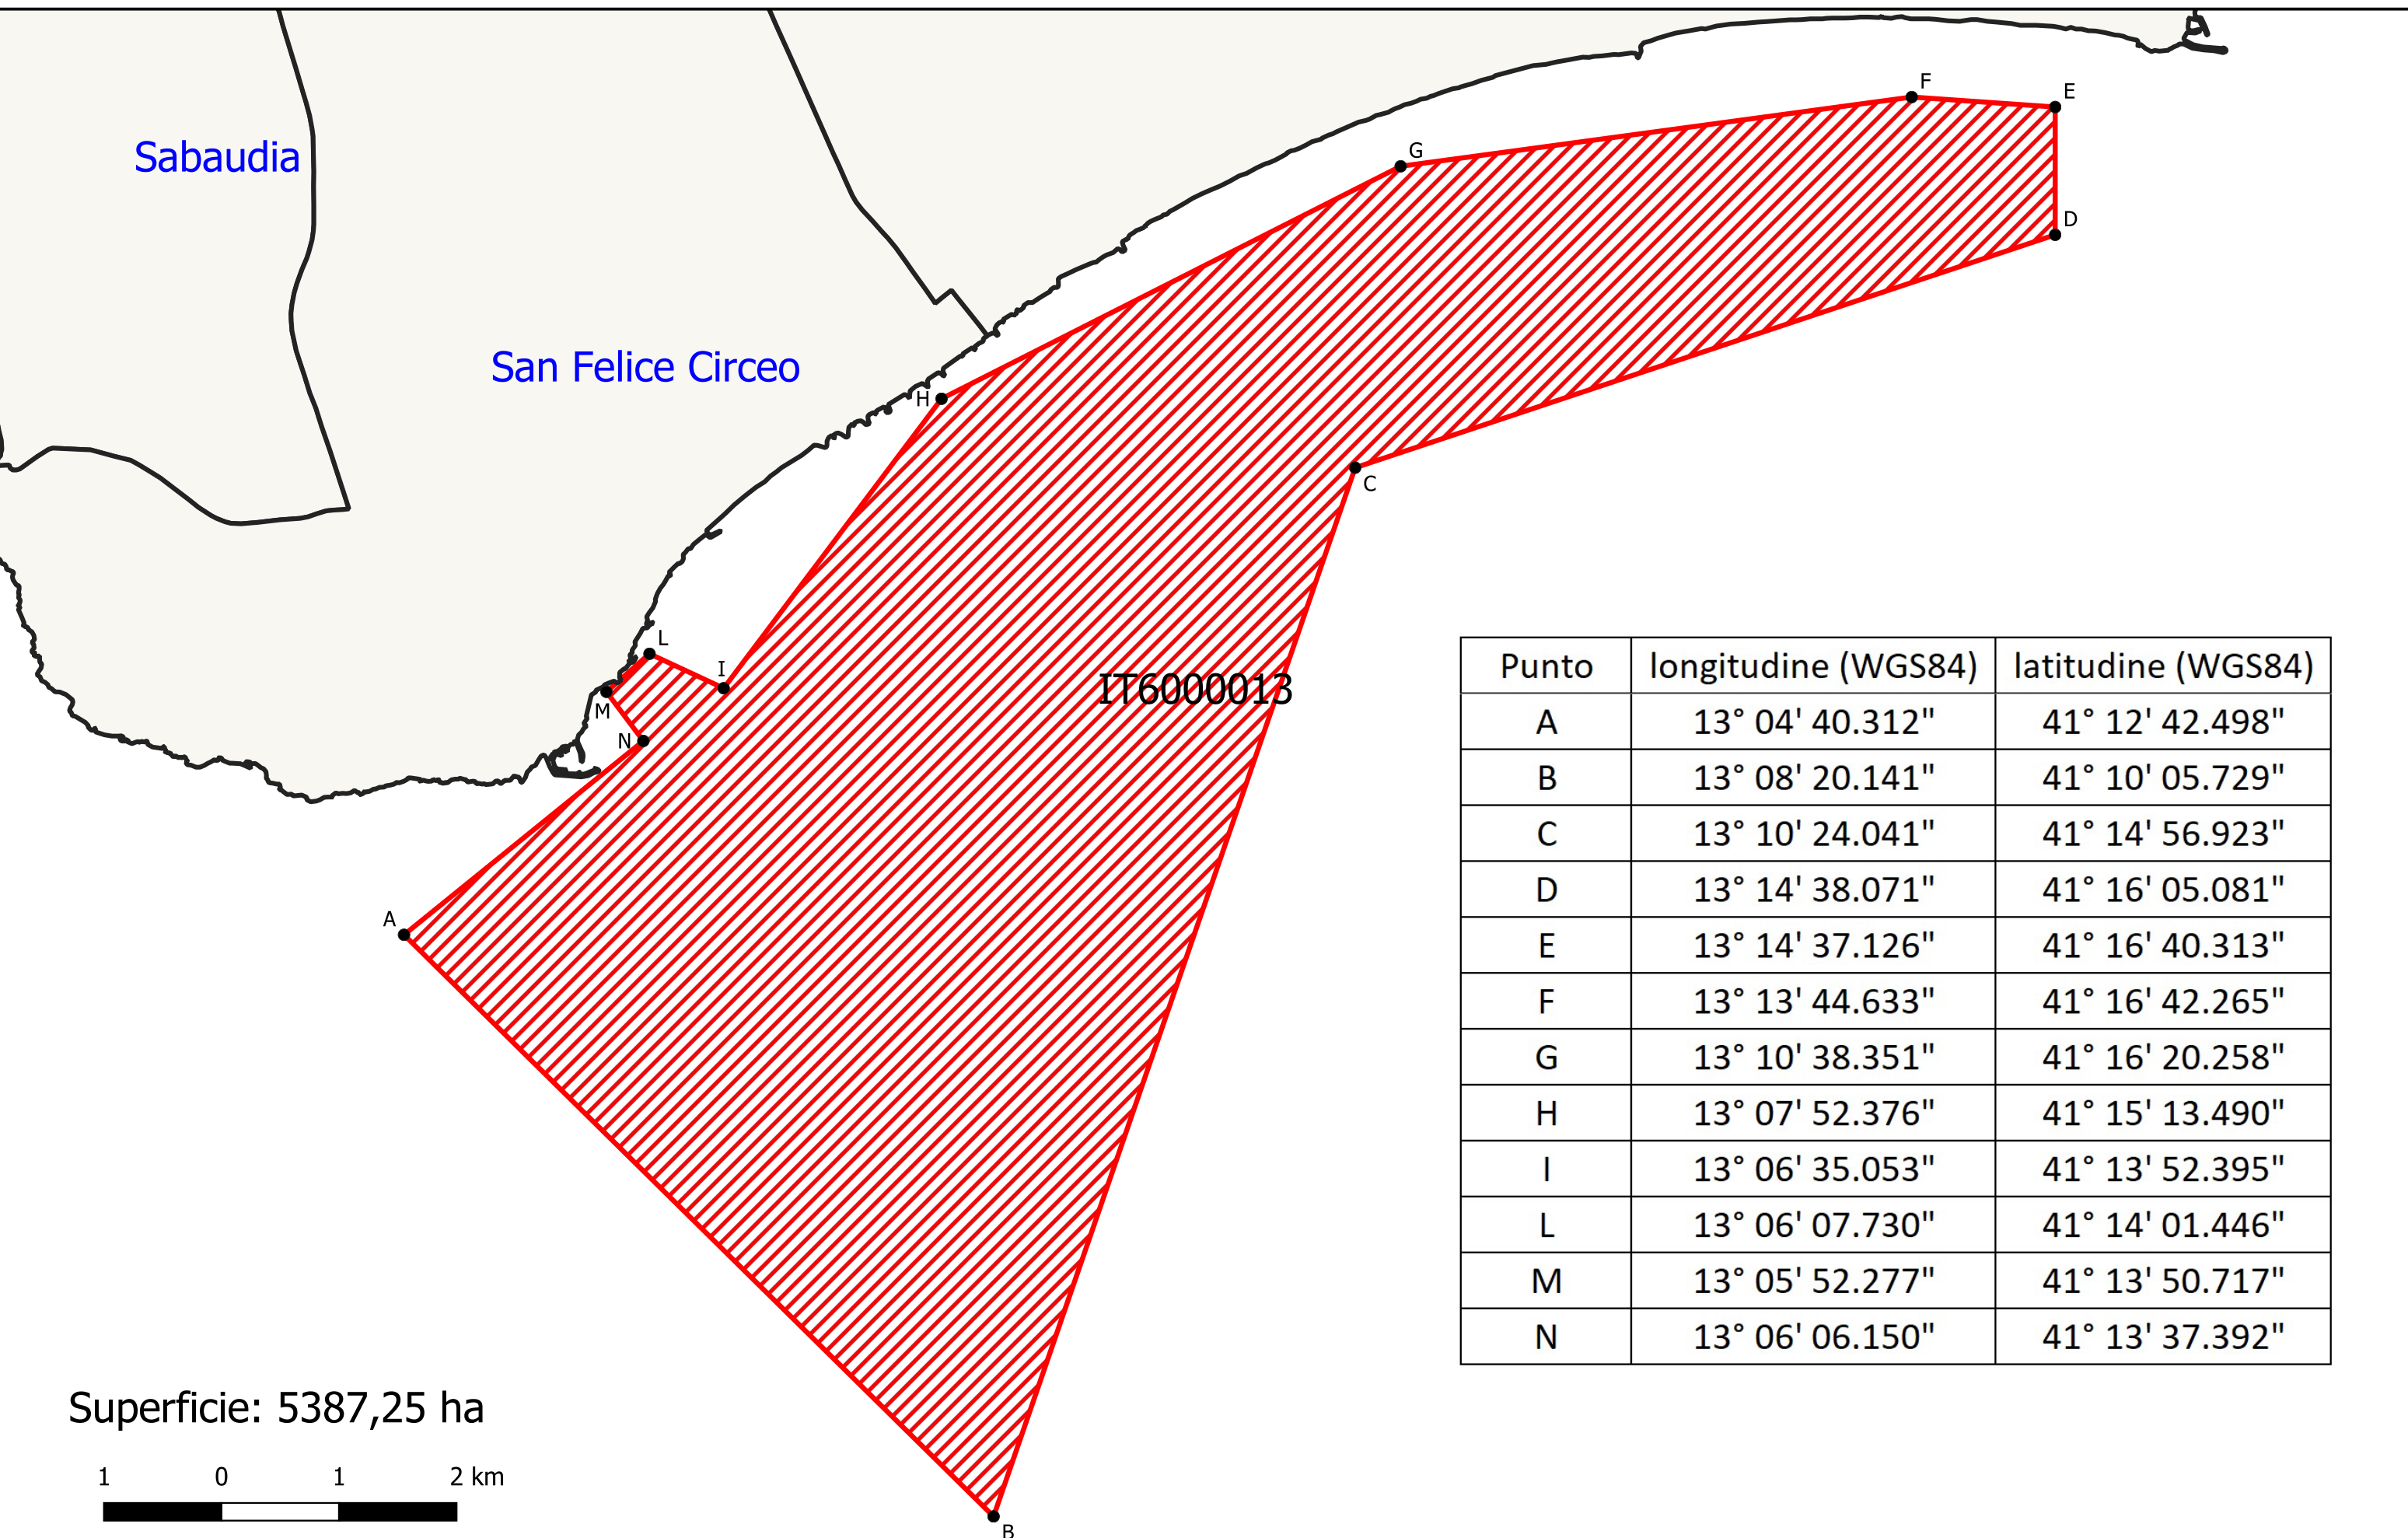 F
E
Sabaudia
G
D
San Felice Circeo
H
C
L
I
IT6000013
M
N
A
B
Punto longitudine (WGS84) latitudine (WGS84)
A 13° 04' 40.312" 41° 12' 42.498"
B 13° 08' 20.141" 41° 10' 05.729"
C 13° 10' 24.041" 41° 14' 56.923"
D 13° 14' 38.071" 41° 16' 05.081"
E 13° 14' 37.126" 41° 16' 40.313"
F 13° 13' 44.633" 41° 16' 42.265"
G 13° 10' 38.351" 41° 16' 20.258"
H 13° 07' 52.376" 41° 15' 13.490"
I 13° 06' 35.053" 41° 13' 52.395"
L 13° 06' 07.730" 41° 14' 01.446"
M 13° 05' 52.277" 41° 13' 50.717"
N 13° 06' 06.150" 41° 13' 37.392"
Superficie: 5387,25 ha
1 0 1 2 km